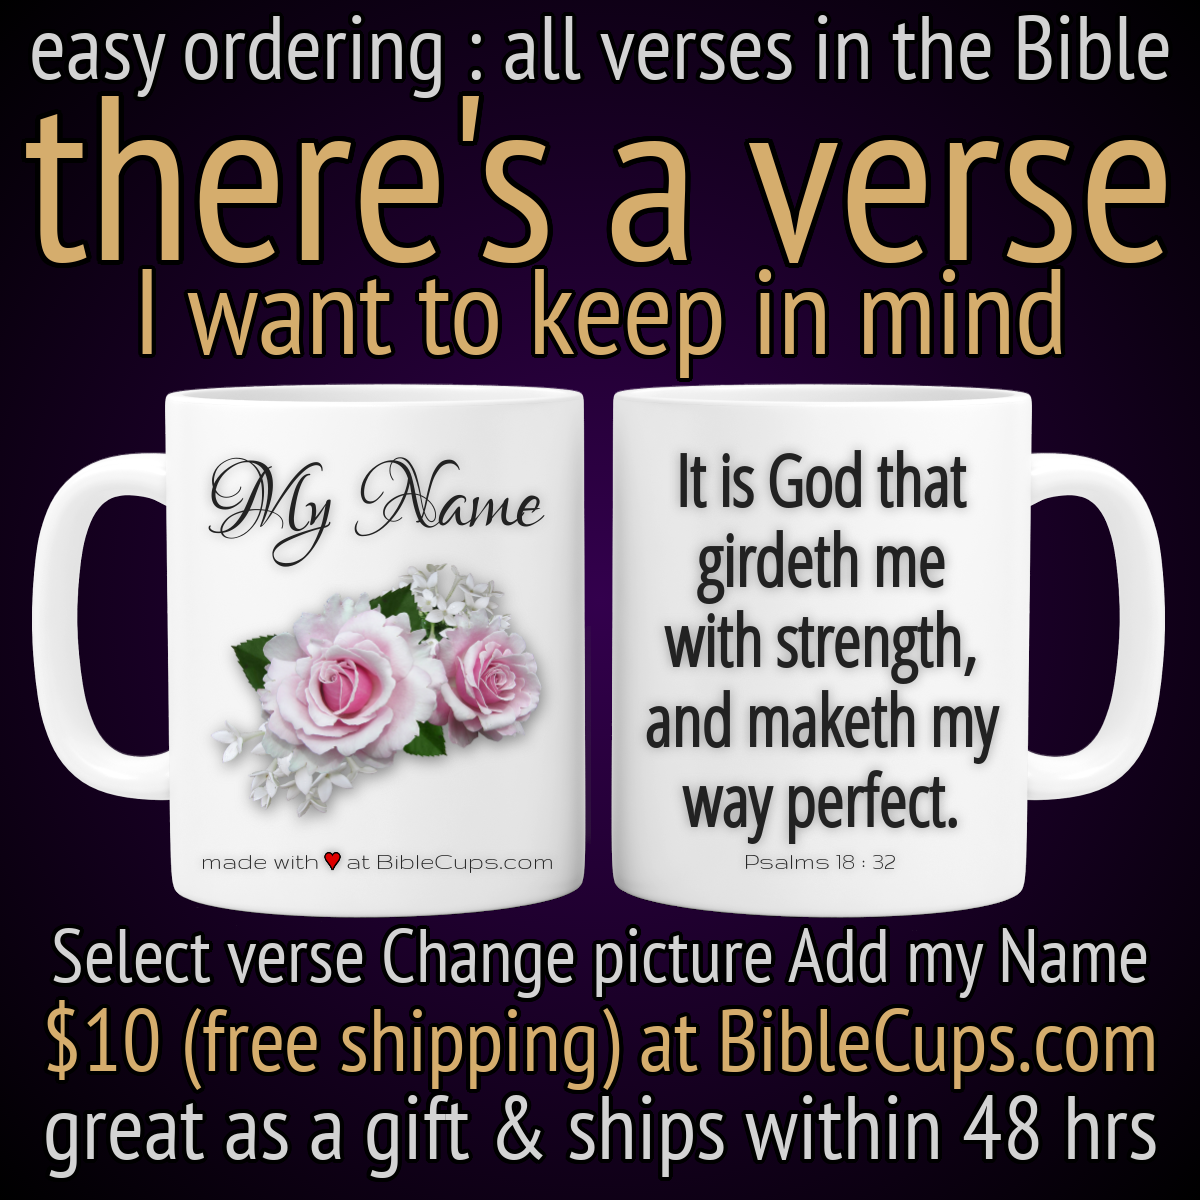 easy ordering : all verses in the Bible
there's a verse
I want to keep in mind
My Name
made with ♥ at BibleCups.com
It is God that
girdeth me
with strength,
and maketh my
way perfect.
Psalms 18 : 32
Select verse Change picture Add my Name
$10 (free shipping) at BibleCups.com
great as a gift & ships within 48 hrs